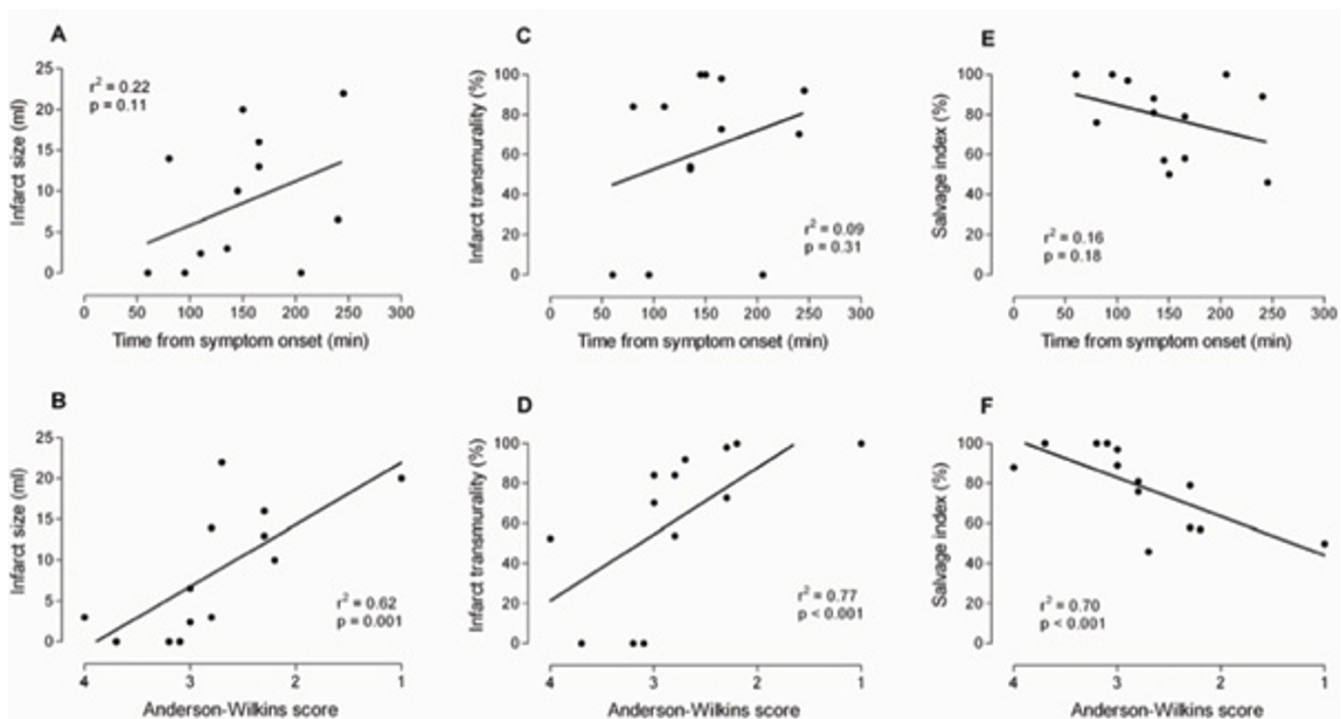 A
25
20
15
10
5
0
Infarct size (ml)
r² = 0.22
p = 0.11
0 50 100 150 200 250 300
Time from symptom onset (min)
C
100
80
60
40
20
0
Infarct transmurality (%)
r² = 0.09
p = 0.31
0 50 100 150 200 250 300
Time from symptom onset (min)
E
100
80
60
40
20
0
Salvage index (%)
r² = 0.16
p = 0.18
0 50 100 150 200 250 300
Time from symptom onset (min)
B
25
20
15
10
5
0
Infarct size (ml)
r² = 0.62
p = 0.001
4 3 2 1
Anderson-Wilkins score
D
100
80
60
40
20
0
Infarct transmurality (%)
r² = 0.77
p < 0.001
4 3 2 1
Anderson-Wilkins score
F
100
80
60
40
20
0
Salvage index (%)
r² = 0.70
p < 0.001
4 3 2 1
Anderson-Wilkins score